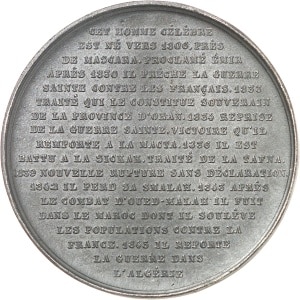 CET HOMME CÉLÈBRE
EST NÉ VERS 1806, PRÈS
DE MASCARA. PROCLAMÉ ÉMIR
APRÈS 1830 IL PRÊCHE LA GUERRE
SAINTE CONTRE LES FRANÇAIS. 1833
TRAITÉ QUI LE CONSTITUE SOUVERAIN
DE LA PROVINCE D'ORAN. 1835 REPRISE
DE LA GUERRE SAINTE. VICTOIRE QU'IL
REMPORTE A LA MACTA. 1836 IL EST
BATTU A LA SICKAK. TRAITÉ DE LA TAFNA.
1839 NOUVELLE RUPTURE SANS DÉCLARATION.
1842 IL PERD SA SMALAH. 1843 APRÈS
LE COMBAT D'OUED-MALAH IL FUIT
DANS LE MAROC DONT IL SOULÈVE
LES POPULATIONS CONTRE LA
FRANCE. 1845 IL REPORTE
LA GUERRE DANS
L'ALGÉRIE